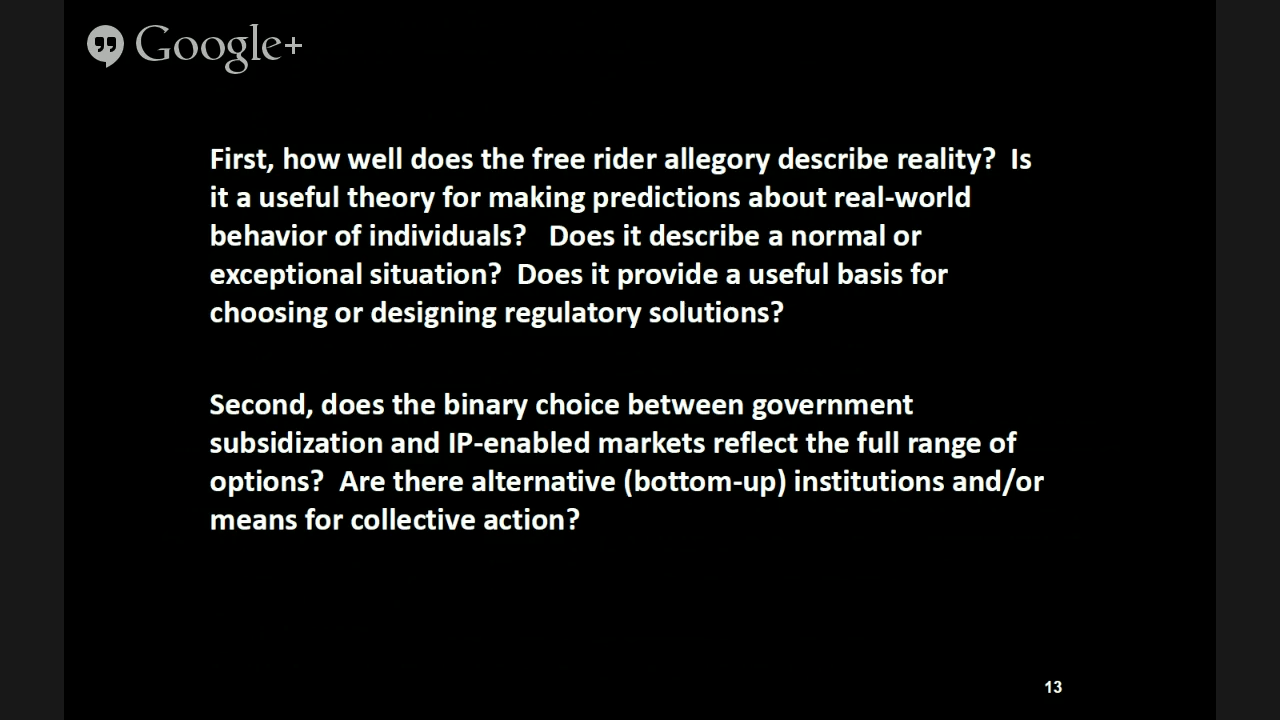 Google+
First, how well does the free rider allegory describe reality?  Is
it a useful theory for making predictions about real-world
behavior of individuals?   Does it describe a normal or
exceptional situation?  Does it provide a useful basis for
choosing or designing regulatory solutions?
Second, does the binary choice between government
subsidization and IP-enabled markets reflect the full range of
options?  Are there alternative (bottom-up) institutions and/or
means for collective action?
13